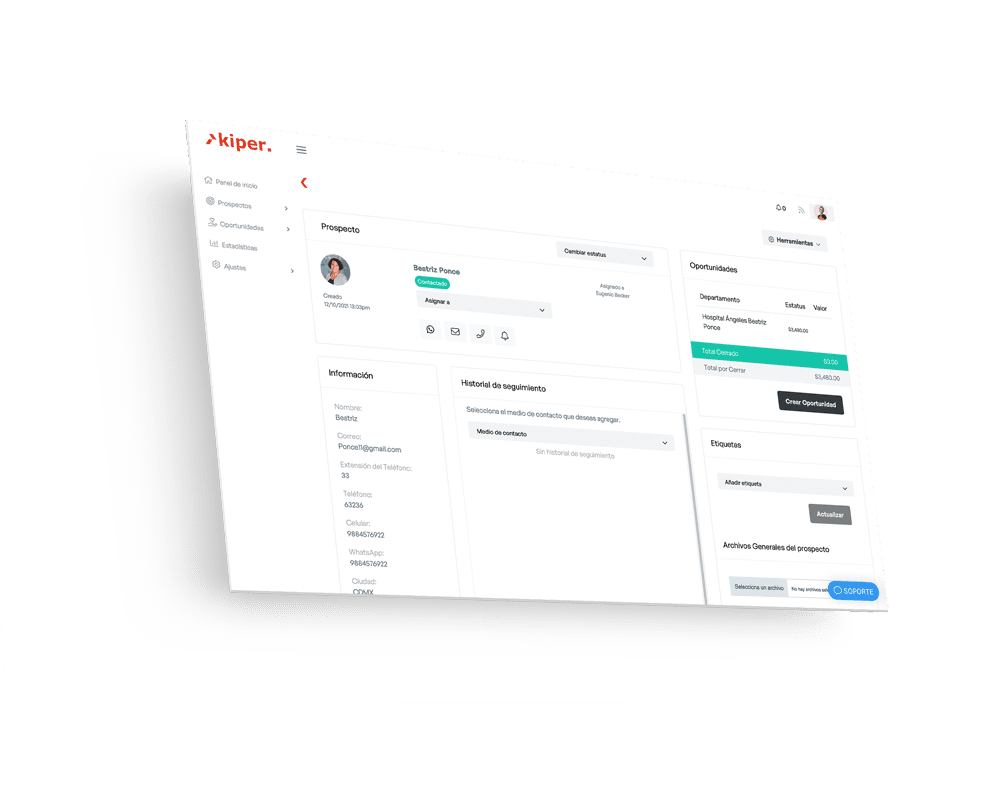 kiper.
Panel de inicio
Prospectos
Oportunidades
Estadísticas
Ajustes
0
Herramientas
Prospecto
Cambiar estatus
Beatriz Ponce
Contactado
Asignar a
Asignado a
Eugenio Becker
Creado
12/10/2021 13:03pm
Información
Nombre:
Beatriz
Correo:
Ponce11@gmail.com
Extensión del Teléfono:
33
Teléfono:
63236
Celular:
9884576922
WhatsApp:
9884576922
Ciudad:
CDMX
Historial de seguimiento
Selecciona el medio de contacto que deseas agregar.
Medio de contacto
Sin historial de seguimiento
Oportunidades
Departamento Estatus Valor
Hospital Ángeles Beatriz
Ponce
$3,480.00
Total Cerrado $0.00
Total por Cerrar $3,480.00
Crear Oportunidad
Etiquetas
Añadir etiqueta
Actualizar
Archivos Generales del prospecto
Selecciona un archivo
No hay archivos
SOPORTE